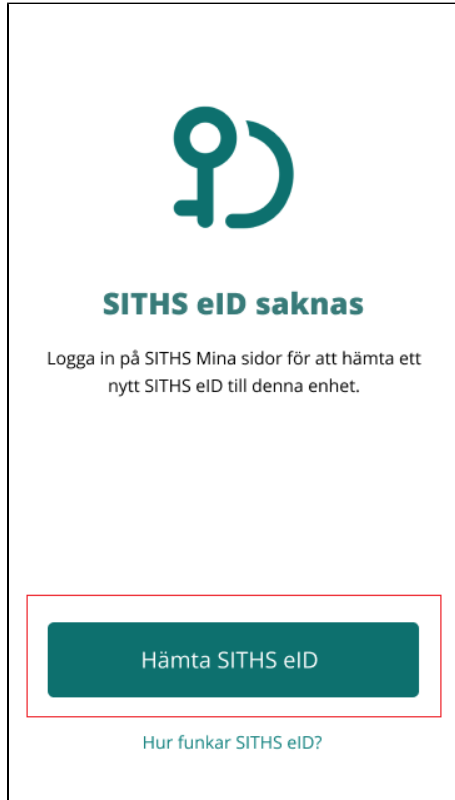 SITHS eID saknas
Logga in på SITHS Mina sidor för att hämta ett
nytt SITHS eID till denna enhet.
Hämta SITHS eID
Hur funkar SITHS eID?